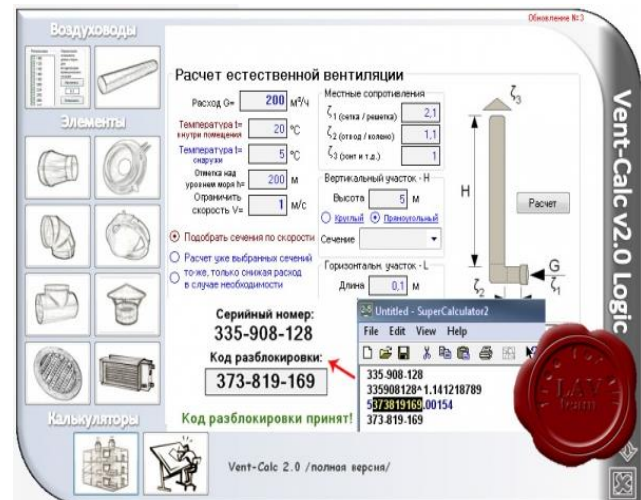 Обновление №3
Воздуховоды
Элементы
Калькуляторы
Расчет естественной вентиляции
Расход G= 200 м³/ч
Температура t= внутри помещения 20 °С
Температура t= снаружи 5 °С
Отметка над уровнем моря h= 200 м
Ограничить скорость V= 1 м/с
Подобрать сечения по скорости
Расчет уже выбранных сечений
то-же, только снижая расход
в случае необходимости
Местные сопротивления
ζ1 (сетка / решетка) 2,1
ζ2 (отвод / колено) 1,1
ζ3 (зонт и т.д.) 1
Вертикальный участок - H
Высота 5 м
Круглый Прямоугольный
Сечение
Горизонтальн. участок - L
Длина 0,1 м
ζ3
H
Расчет
G
ζ2 ζ1
Серийный номер:
335-908-128
Код разблокировки:
373-819-169
Код разблокировки принят!
Untitled - SuperCalculator2
File Edit View Help
335-908-128
335908128^1.141218789
5373819169.00154
373-819-169
Vent-Calc v2.0 Logic
LAV
team
Vent-Calc 2.0 /полная версия/